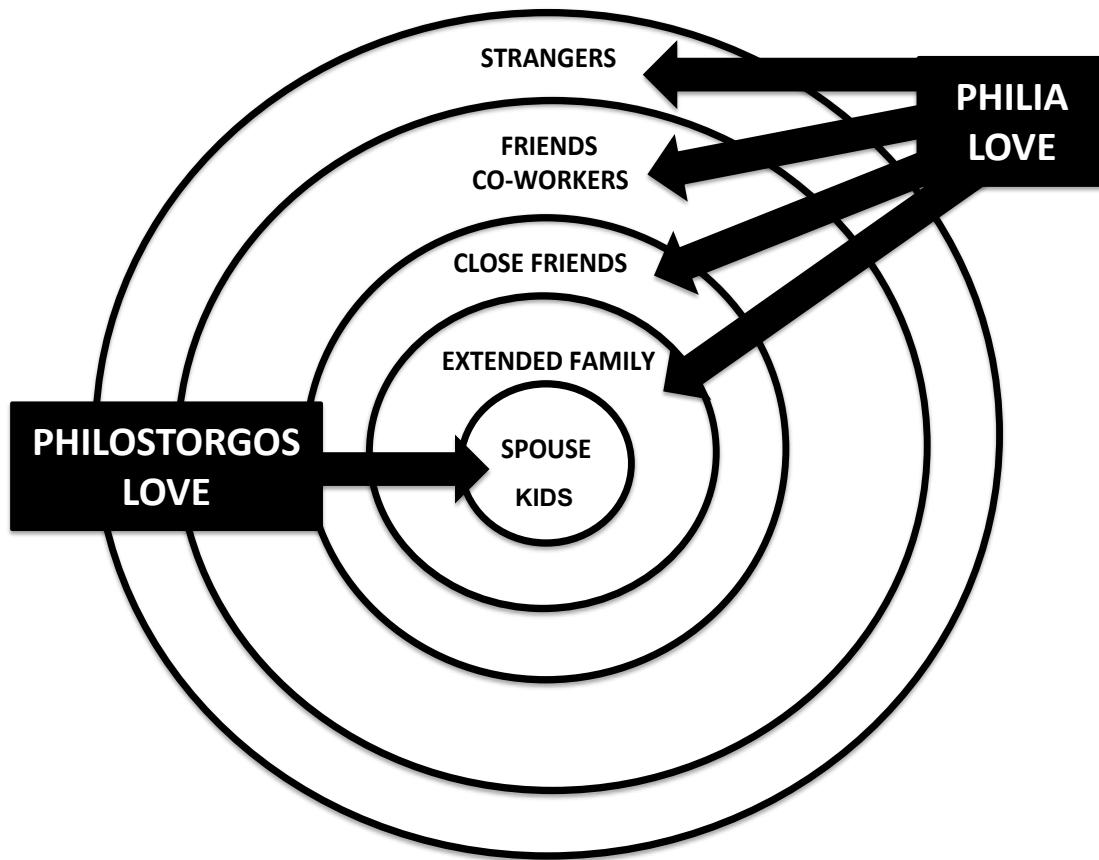 STRANGERS
PHILIA
LOVE
FRIENDS
CO-WORKERS
CLOSE FRIENDS
EXTENDED FAMILY
PHILOSTORGOS
LOVE
SPOUSE
KIDS